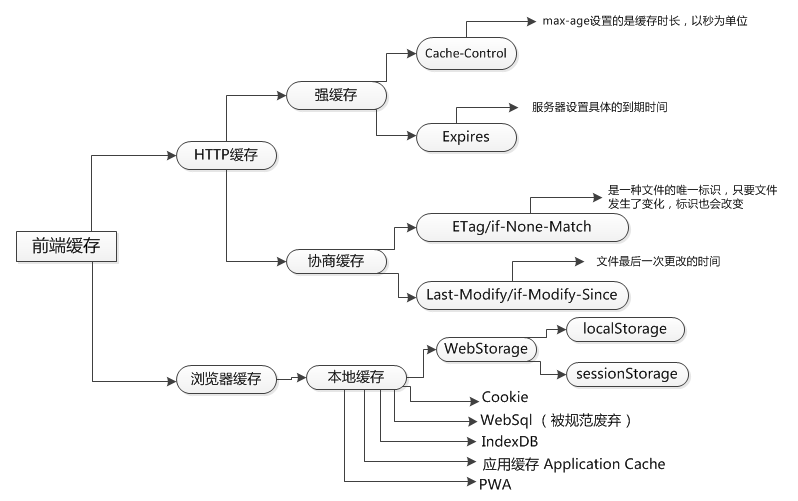 max-age设置的是缓存时长，以秒为单位
Cache-Control
强缓存
服务器设置具体的到期时间
Expires
HTTP缓存
是一种文件的唯一标识，只要文件
发生了变化，标识也会改变
ETag/if-None-Match
前端缓存
协商缓存
文件最后一次更改的时间
Last-Modify/if-Modify-Since
localStorage
WebStorage
浏览器缓存
本地缓存
sessionStorage
Cookie
WebSql （被规范废弃）
IndexDB
应用缓存 Application Cache
PWA